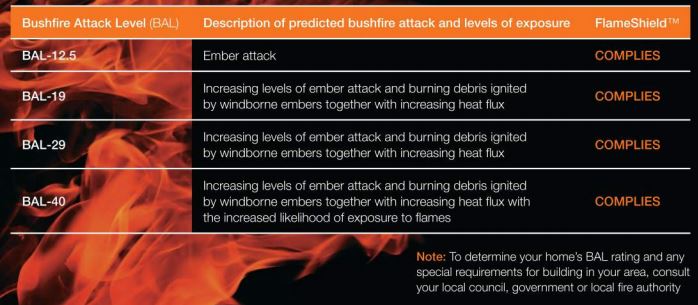 Bushfire Attack Level (BAL) Description of predicted bushfire attack and levels of exposure FlameShield™
BAL-12.5 Ember attack COMPLIES
BAL-19 Increasing levels of ember attack and burning debris ignited by windborne embers together with increasing heat flux COMPLIES
BAL-29 Increasing levels of ember attack and burning debris ignited by windborne embers together with increasing heat flux COMPLIES
BAL-40 Increasing levels of ember attack and burning debris ignited by windborne embers together with increasing heat flux with the increased likelihood of exposure to flames COMPLIES
Note: To determine your home's BAL rating and any
special requirements for building in your area, consult
your local council, government or local fire authority